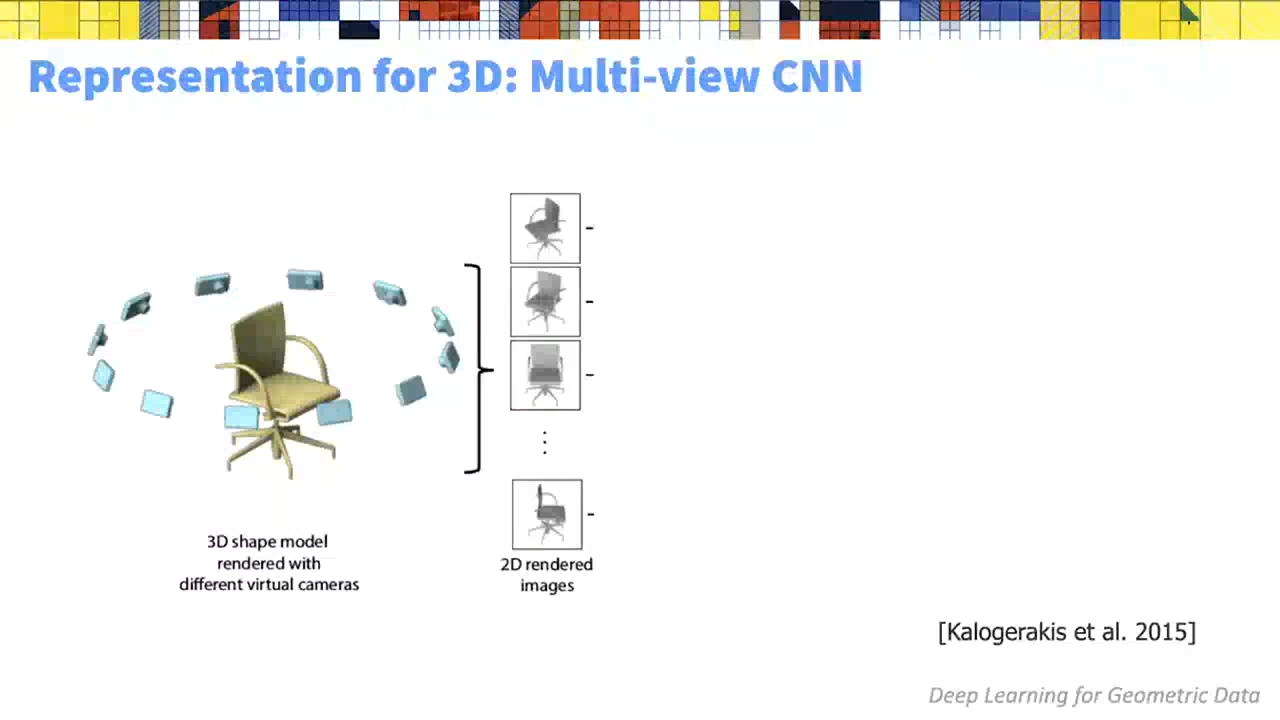 Representation for 3D: Multi-view CNN
3D shape model
rendered with
different virtual cameras
2D rendered
images
[Kalogerakis et al. 2015]
Deep Learning for Geometric Data